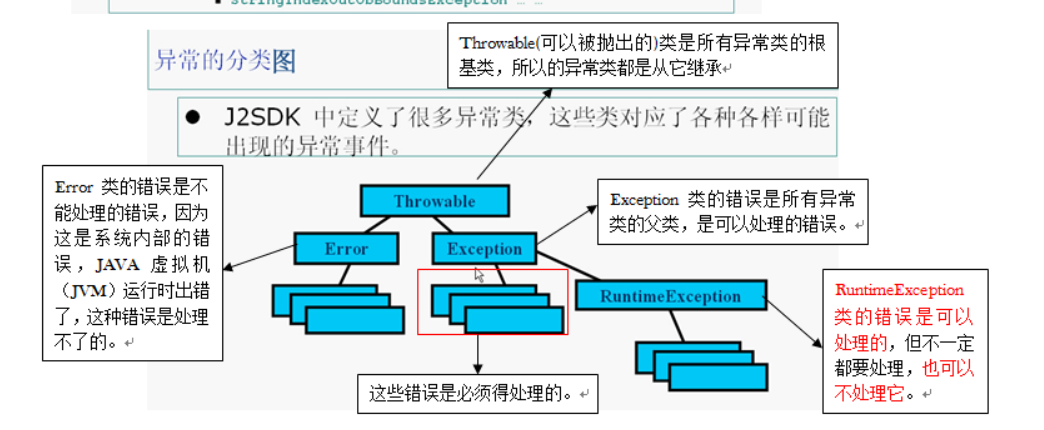 StringIndexOutOfBoundsException … …
异常的分类图
Throwable(可以被抛出的)类是所有异常类的根
基类，所以的异常类都是从它继承↵
● J2SDK 中定义了很多异常类，这些类对应了各种各样可能
出现的异常事件。
Error 类的错误是不
能处理的错误，因为
这是系统内部的错
误，JAVA 虚拟机
（JVM）运行时出错
了，这种错误是处理
不了的。↵
Throwable
Exception 类的错误是所有异常
类的父类，是可以处理的错误。↵
Error
Exception
RuntimeException
RuntimeException
类的错误是可以
处理的，但不一定
都要处理，也可以
不处理它。↵
这些错误是必须得处理的。↵